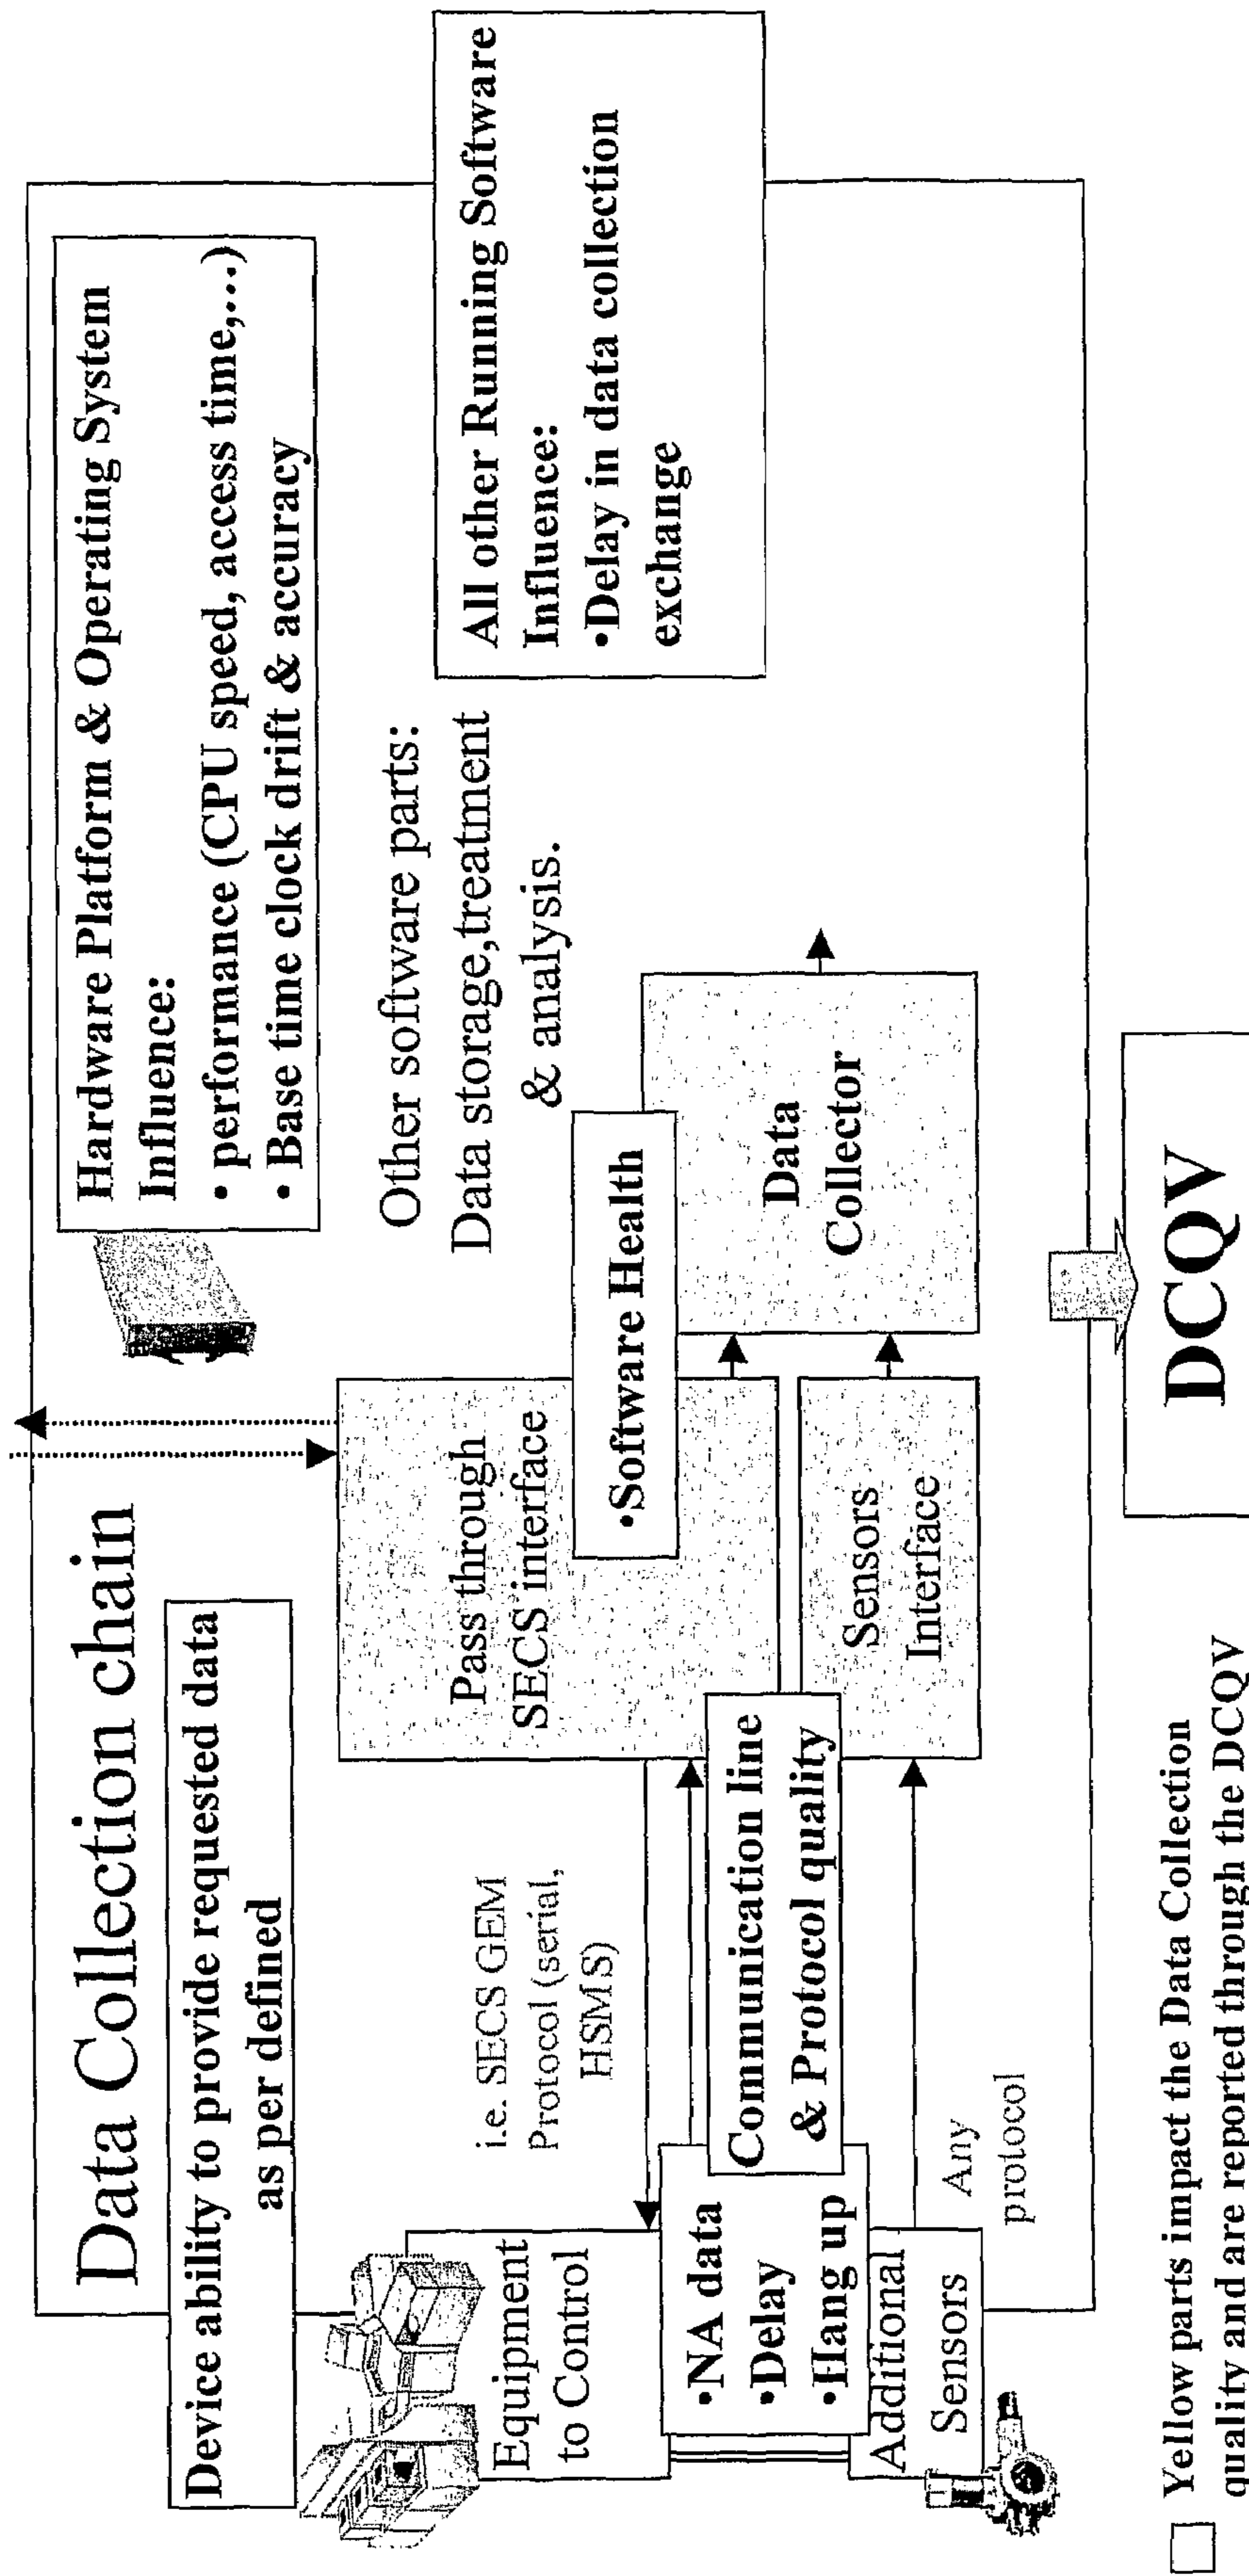 Data Collection chain
Device ability to provide requested data
as per defined
Hardware Platform & Operating System
Influence:
• performance (CPU speed, access time,...)
• Base time clock drift & accuracy
Equipment
to Control
i.e. SECS GEM
Protocol (serial,
HSMS)
Pass through
SECS interface
Other software parts:
Data storage,treatment
& analysis.
•Software Health
All other Running Software
Influence:
•Delay in data collection
exchange
•NA data
•Delay
•Hang up
Communication line
& Protocol quality
Data
Collector
Sensors
Interface
Additional
Sensors
Any
protocol
DCQV
Yellow parts impact the Data Collection
quality and are reported through the DCQV